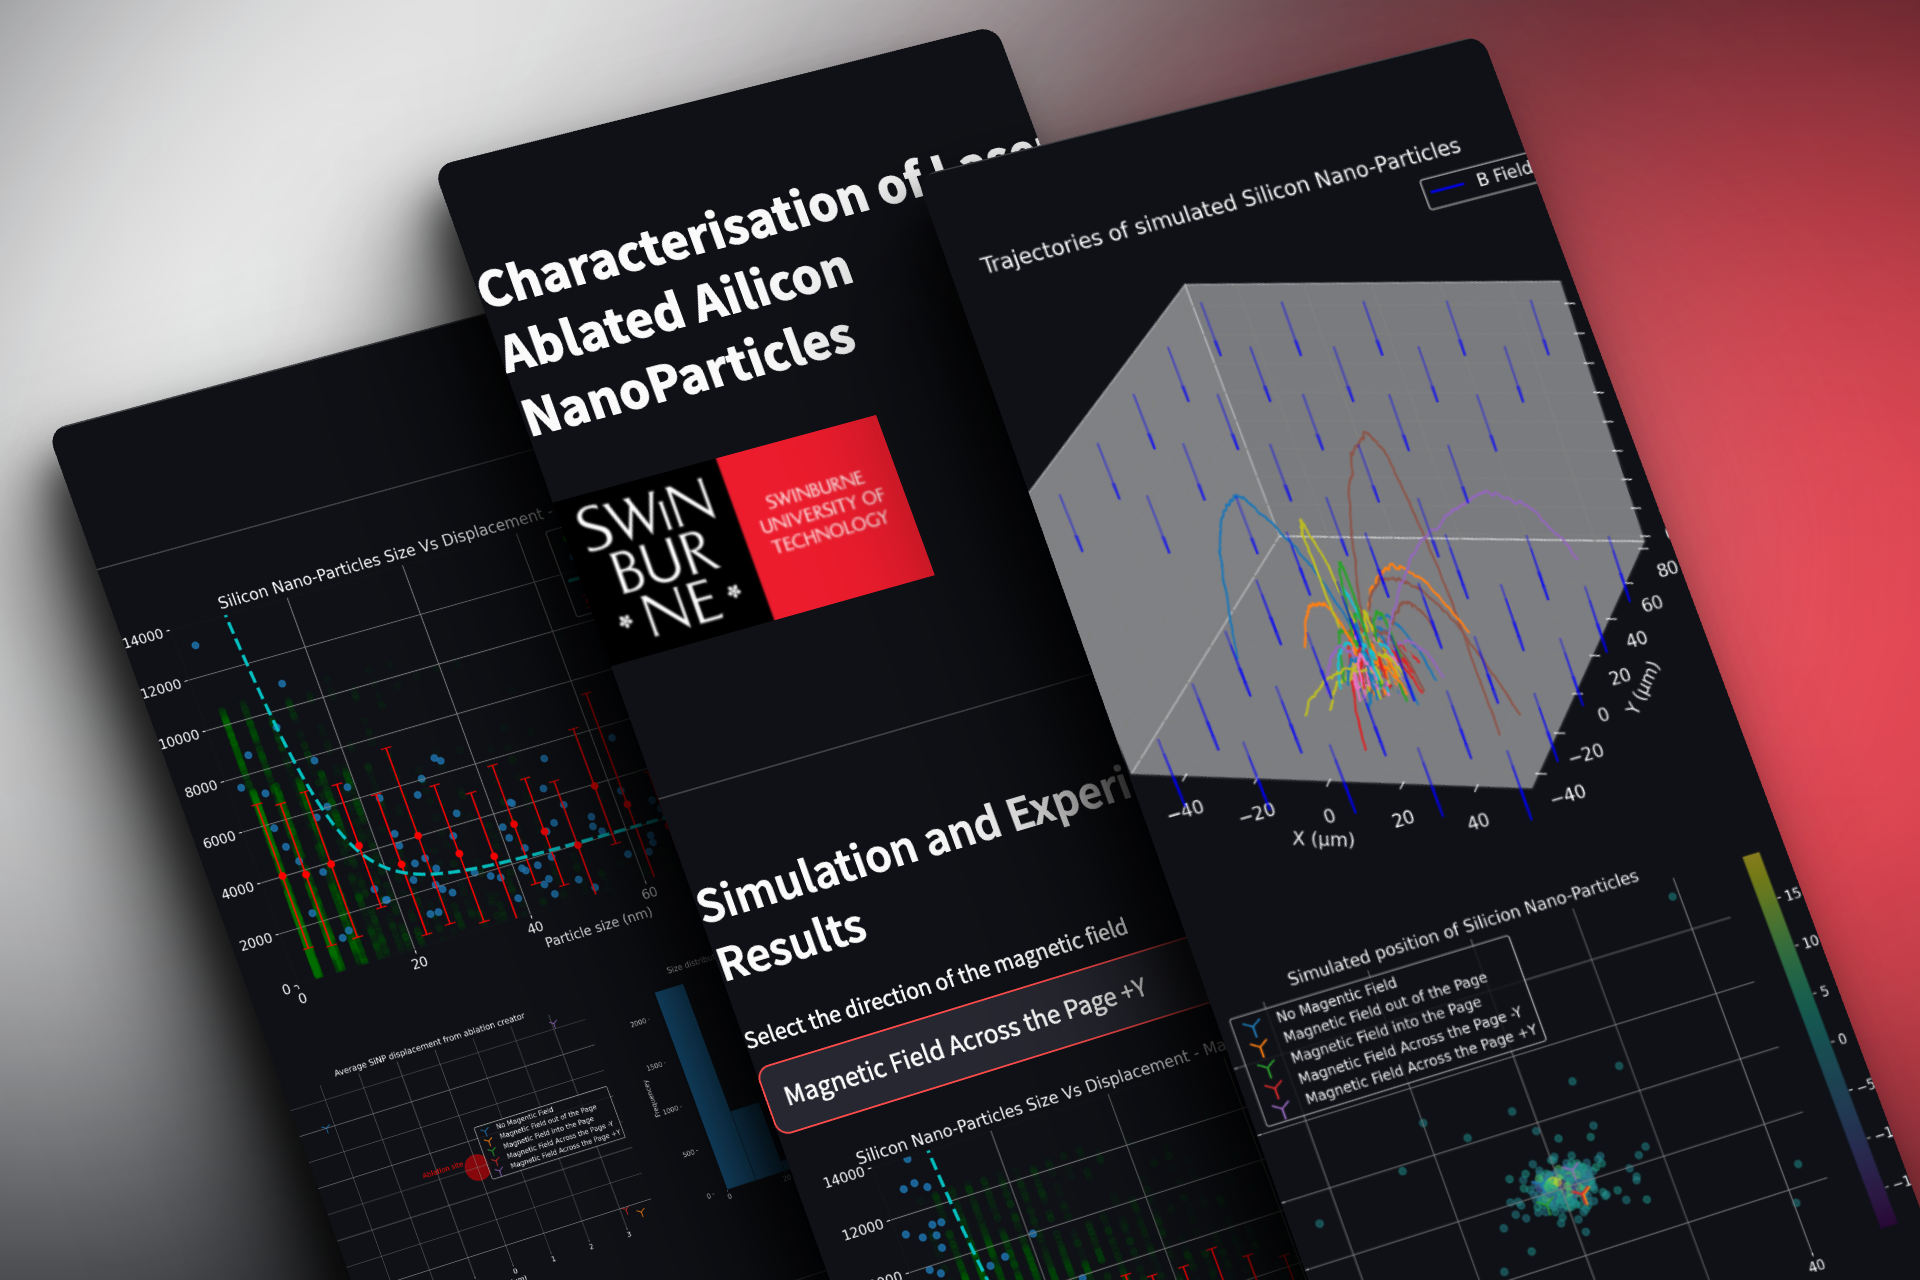 Silicon Nano-Particles Size Vs Displacement -
14000
12000
10000
8000
6000
4000
2000
0
0
20
40
60
Particle size (nm)
Average SiNP displacement from ablation creator
No Magentic Field
Magnetic Field out of the Page
Magnetic Field into the Page
Magnetic Field Across the Page -Y
Magnetic Field Across the Page +Y
Ablation site
0
1
2
3
Size
2000
1500
1000
500
0
0
20
Characterisation of Laser
Ablated Ailicon
NanoParticles
SWiN
BUR
*NE*
SWINBURNE
UNIVERSITY OF
TECHNOLOGY
Simulation and Experi
Results
Select the direction of the magnetic field
Magnetic Field Across the Page +Y
Silicon Nano-Particles Size Vs Displacement - Ma
14000
12000
Trajectories of simulated Silicon Nano-Particles
B Field
80
60
40
20
0
−20
−40
Y (μm)
−40
−20
0
20
40
X (μm)
Simulated position of Silicion Nano-Particles
No Magentic Field
Magnetic Field out of the Page
Magnetic Field into the Page
Magnetic Field Across the Page -Y
Magnetic Field Across the Page +Y
15
10
5
0
−5
−1
−1
40